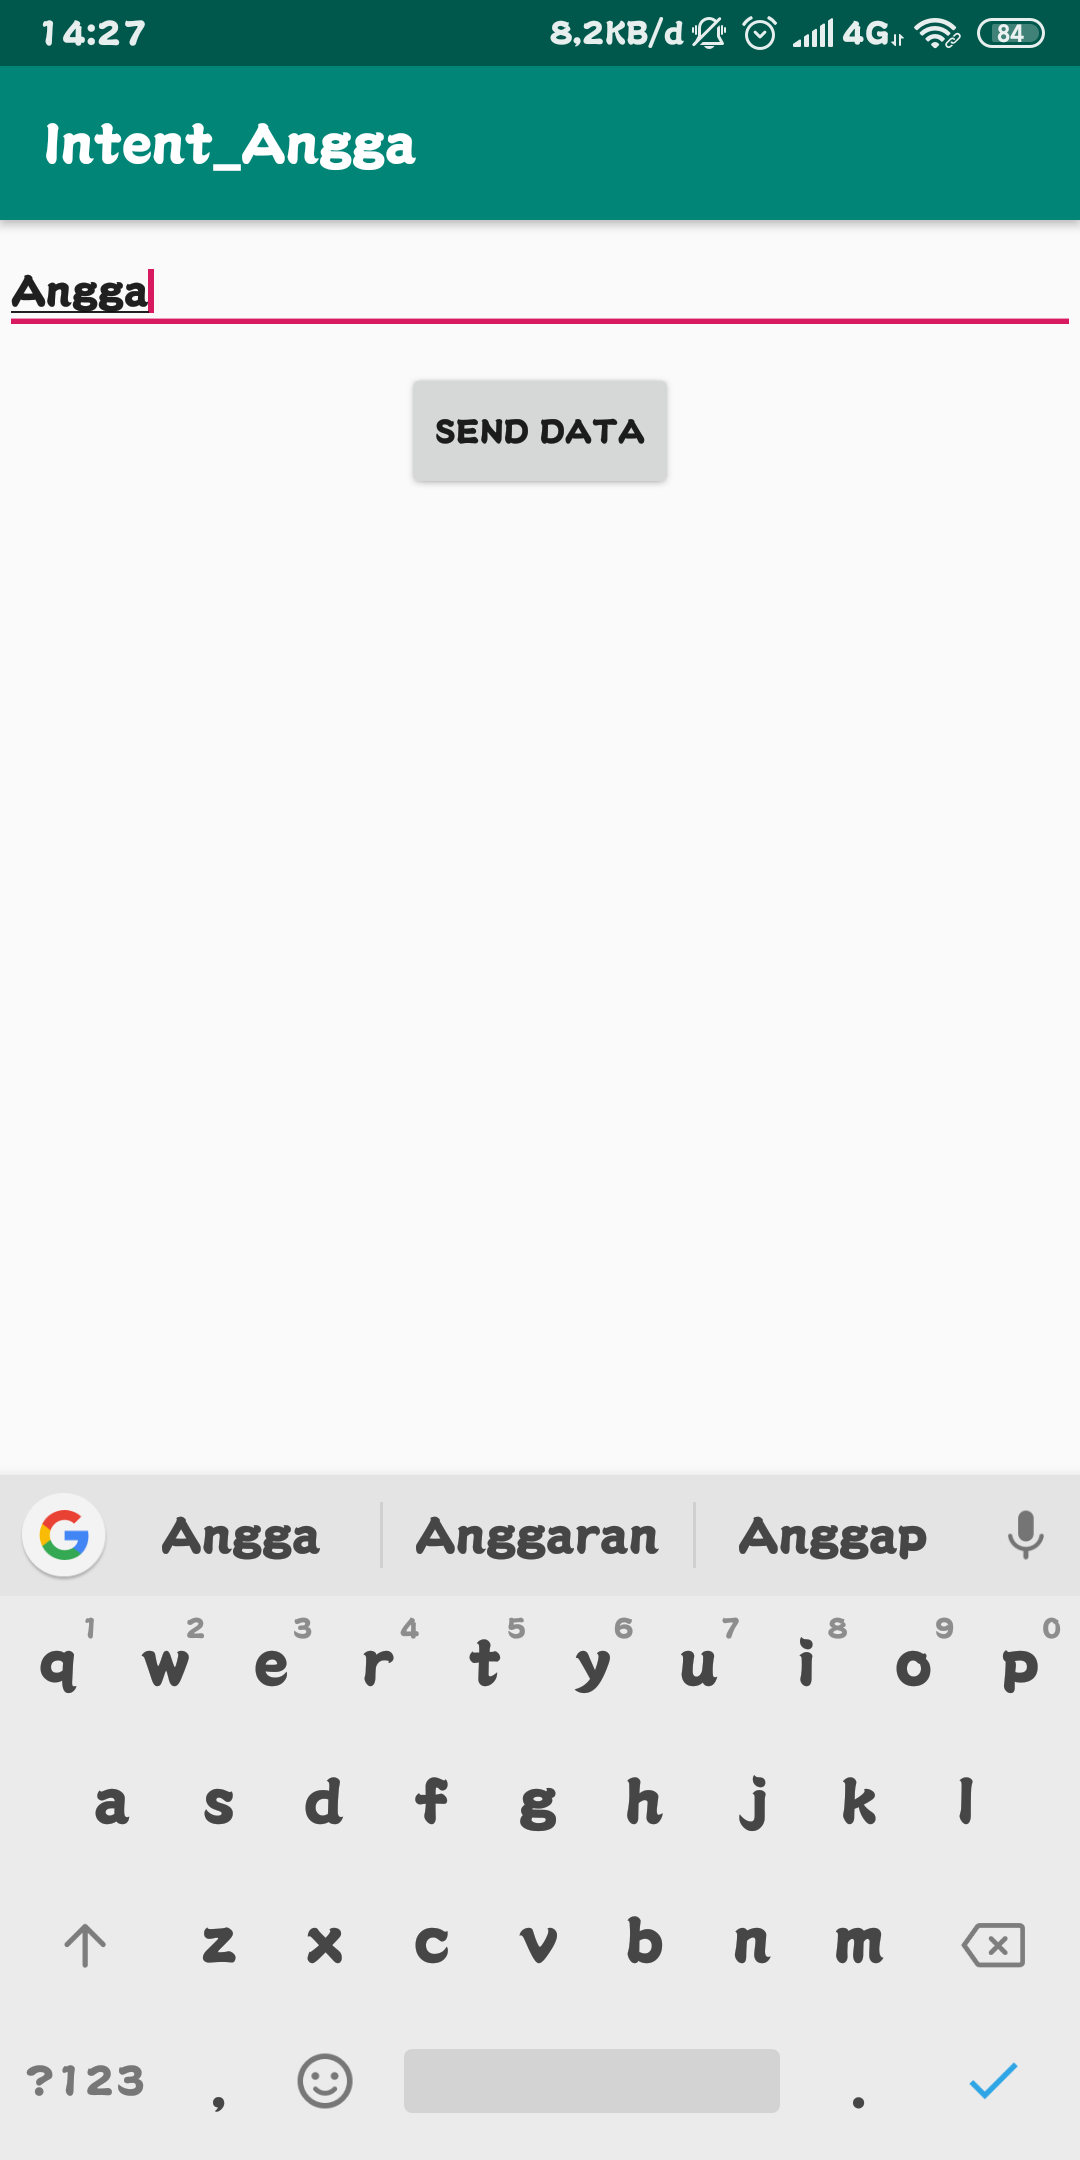 14:27 8,2KB/d 4G 84
Intent_Angga
Angga
SEND DATA
Angga Anggaran Anggap
1 2 3 4 5 6 7 8 9 0
q w e r t y u i o p
a s d f g h j k l
z x c v b n m
?123 , .